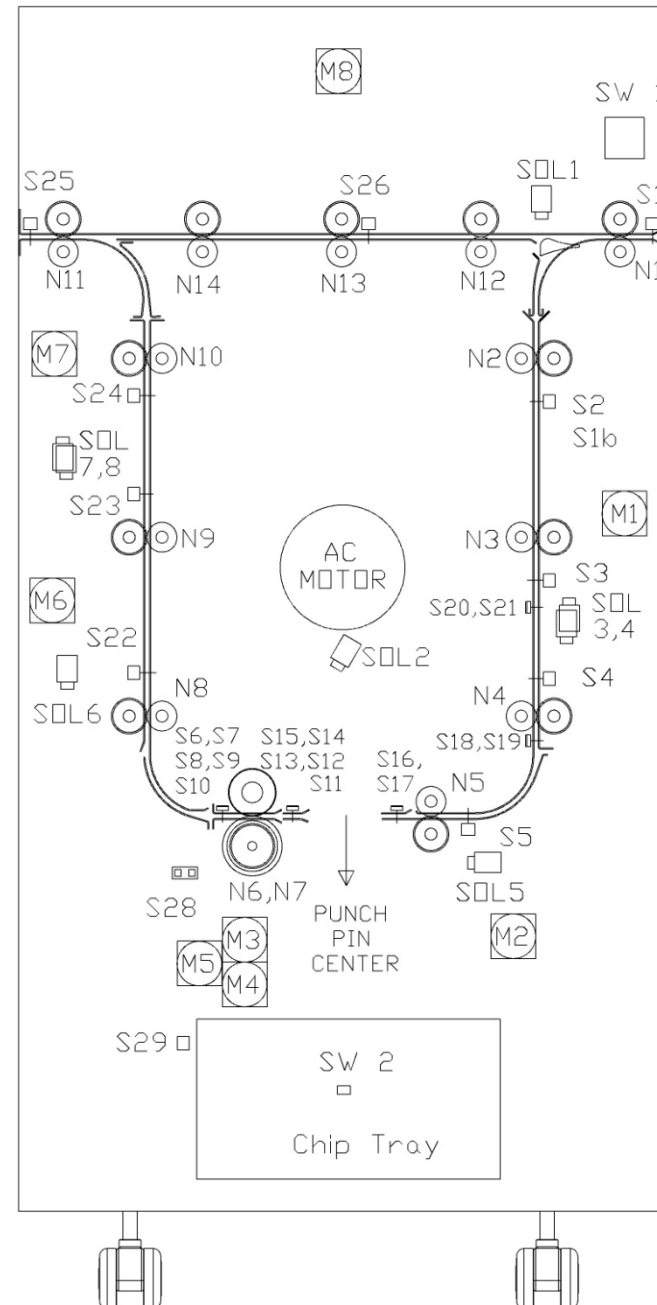 M8
SW
S25
S26
SOL1
N11
N14
N13
N12
M7
N10
N2
S24
S2
SOL
7,8
S1b
S23
M1
N9
AC
MOTOR
N3
S3
M6
S20,S21
SOL
3,4
S22
SOL2
S4
N8
N4
SOL6
S6,S7
S8,S9
S10
S15,S14
S13,S12
S11
S16,
S17
S18,S19
N5
S5
SOL5
N6,N7
S28
PUNCH
PIN
CENTER
M3
M5
M4
M2
S29
SW 2
Chip Tray